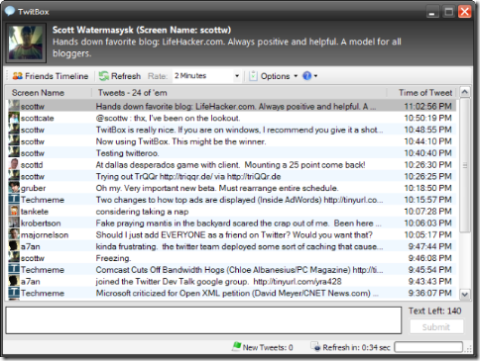 TwitBox
Scott Watermasysk (Screen Name: scottw)
Hands down favorite blog: LifeHacker.com. Always positive and helpful. A model for all
bloggers.
Friends Timeline Refresh Rate: 2 Minutes Options
Screen Name Tweets - 24 of 'em Time of Tweet
scottw Hands down favorite blog: LifeHacker.com. Always positive and helpful. A ... 11:02:56 PM
scottcate @scottw : thx, I've been on the lookout. 10:50:19 PM
scottw TwitBox is really nice. If you are on windows, I recommend you give it a shot... 10:48:55 PM
scottw Now using TwitBox. This might be the winner. 10:44:10 PM
scottw Testing twitteroo. 10:40:40 PM
scottd At dallas desperados game with client. Mounting a 25 point come back! 10:26:30 PM
scottw Trying out TrQQr http://triqqr.de/ via http://triQQr.de 10:26:25 PM
gruber Oh my. Very important new beta. Must rearrange entire schedule. 10:18:50 PM
Techmeme Two changes to how top ads are displayed (Inside AdWords) http://tinyurl.co... 10:15:57 PM
tankete considering taking a nap 10:07:28 PM
krobertson Fake praying mantis in the backyard scared the crap out of me. Been here ... 10:06:03 PM
majornelson Should I just add EVERYONE as a friend on Twitter? Would you want that? 10:05:17 PM
a7an kinda frustrating. the twitter team deployed some sort of caching that cause... 9:47:44 PM
scottw Freezing. 9:46:08 PM
Techmeme Comcast Cuts Off Bandwidth Hogs (Chloe Albanesius/PC Magazine) http://ti... 9:45:54 PM
a7an joined the Twitter Dev Talk google group. http://tinyurl.com/yra428 9:43:43 PM
Techmeme Microsoft criticized for Open XML petition (David Meyer/CNET News.com) ... 9:36:07 PM
Text Left: 140
Submit
New Tweets: 0 Refresh in: 0:34 sec